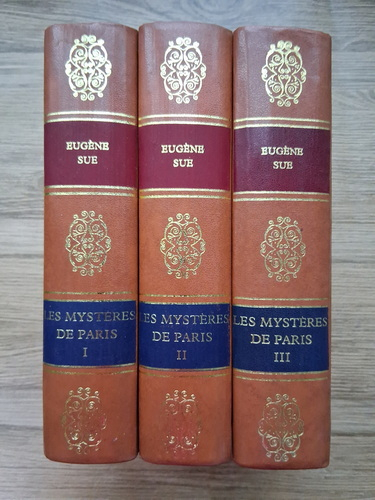 EUGÈNE
SUE
LES MYSTÈRES
DE PARIS
I
EUGÈNE
SUE
LES MYSTÈRES
DE PARIS
II
EUGÈNE
SUE
LES MYSTÈRES
DE PARIS
III